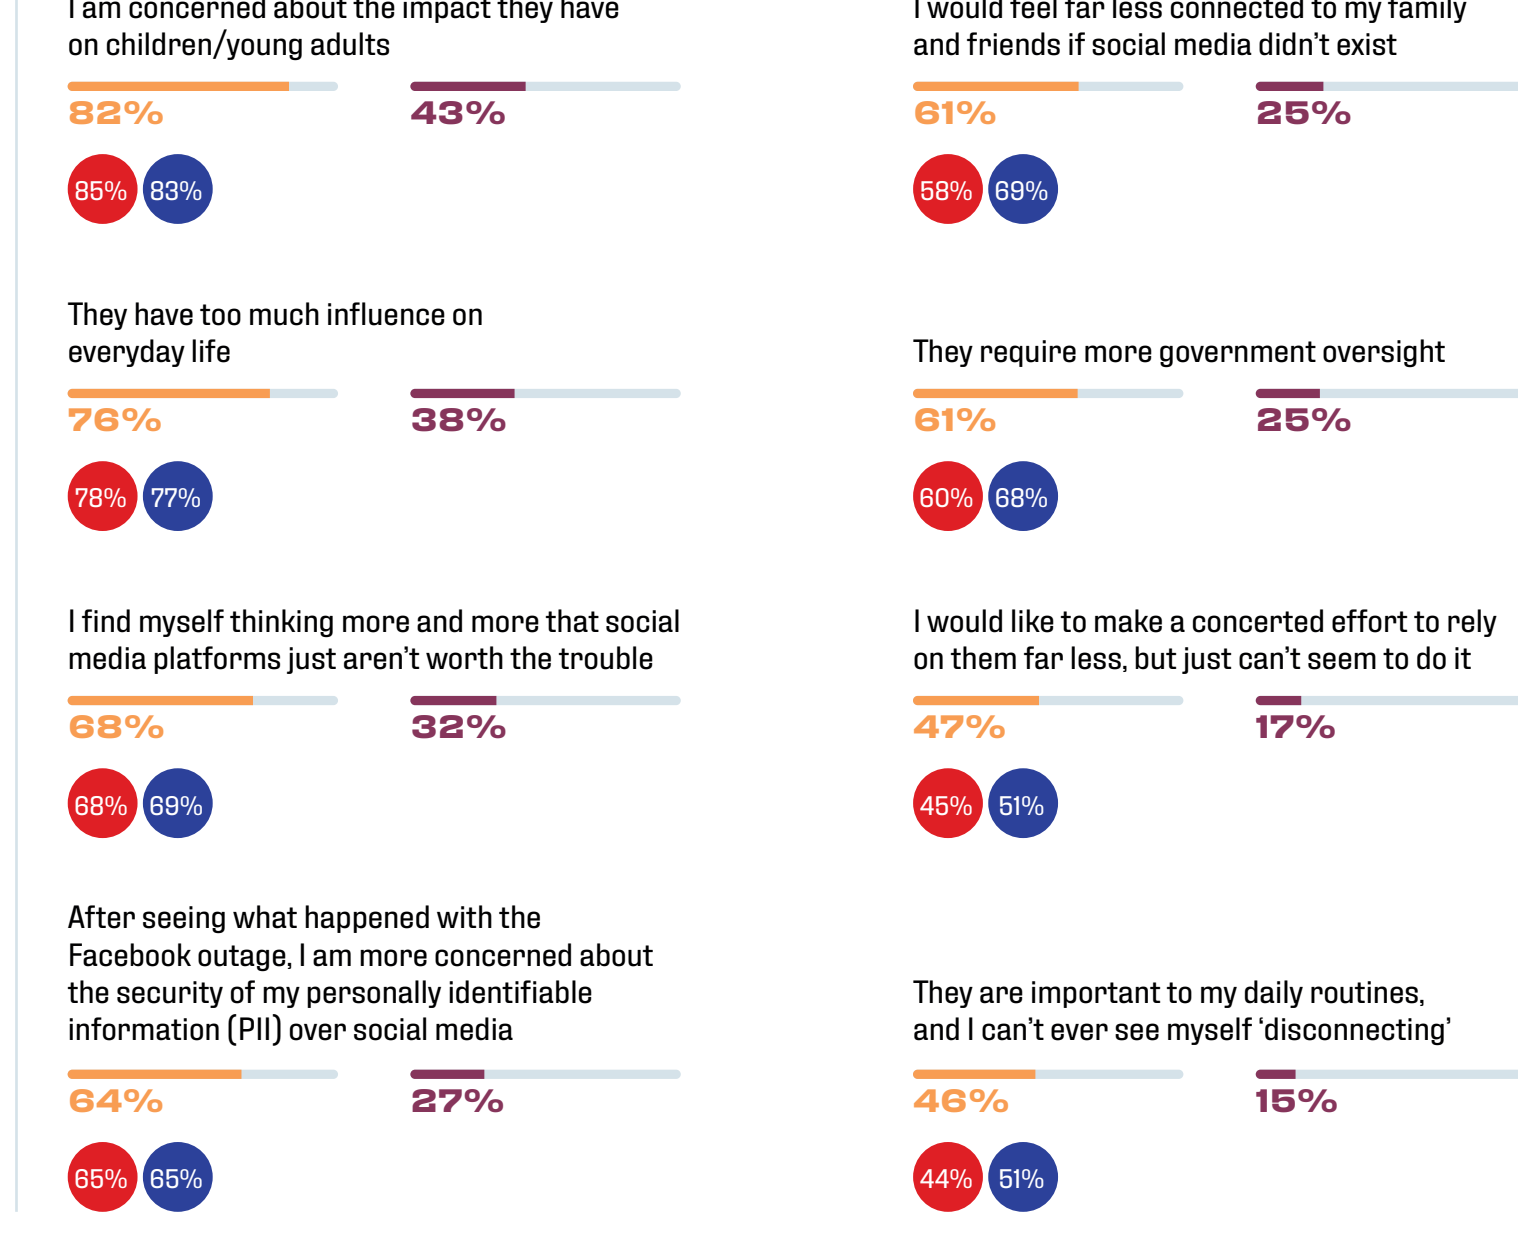 I am concerned about the impact they have
on children/young adults
82%
43%
85%
83%
They have too much influence on
everyday life
76%
38%
78%
77%
I find myself thinking more and more that social
media platforms just aren't worth the trouble
68%
32%
68%
69%
After seeing what happened with the
Facebook outage, I am more concerned about
the security of my personally identifiable
information (PII) over social media
64%
27%
65%
65%
I would feel far less connected to my family
and friends if social media didn't exist
61%
25%
58%
69%
They require more government oversight
61%
25%
60%
68%
I would like to make a concerted effort to rely
on them far less, but just can't seem to do it
47%
17%
45%
51%
They are important to my daily routines,
and I can't ever see myself 'disconnecting'
46%
15%
44%
51%